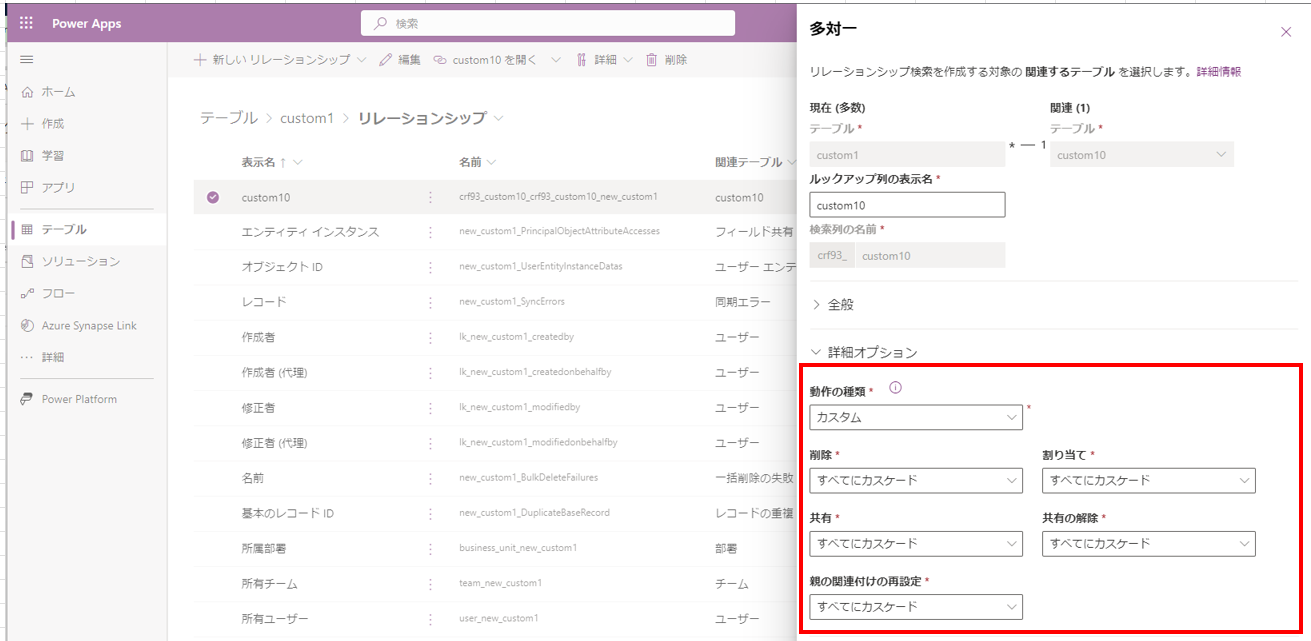 Power Apps
検索
ホーム
作成
学習
アプリ
テーブル
ソリューション
フロー
Azure Synapse Link
詳細
Power Platform
新しい リレーションシップ
編集
custom10 を開く
詳細
削除
テーブル > custom1 > リレーションシップ
表示名 ↑ 名前 関連テーブル
custom10 crf93_custom10_crf93_custom10_new_custom1 custom10
エンティティ インスタンス new_custom1_PrincipalObjectAttributeAccesses フィールド共有
オブジェクト ID new_custom1_UserEntityInstanceDatas ユーザー エンテ
レコード new_custom1_SyncErrors 同期エラー
作成者 lk_new_custom1_createdby ユーザー
作成者 (代理) lk_new_custom1_createdonbehalfby ユーザー
修正者 lk_new_custom1_modifiedby ユーザー
修正者 (代理) lk_new_custom1_modifiedonbehalfby ユーザー
名前 new_custom1_BulkDeleteFailures 一括削除の失敗
基本のレコード ID new_custom1_DuplicateBaseRecord レコードの重複
所属部署 business_unit_new_custom1 部署
所有チーム team_new_custom1 チーム
所有ユーザー user_new_custom1 ユーザー
多対一
リレーションシップ検索を作成する対象の 関連するテーブル を選択します。詳細情報
現在 (多数) 関連 (1)
テーブル * テーブル *
custom1 * — 1 custom10
ルックアップ列の表示名 *
custom10
検索列の名前 *
crf93_ custom10
全般
詳細オプション
動作の種類 *
カスタム *
削除 * 割り当て *
すべてにカスケード すべてにカスケード
共有 * 共有の解除 *
すべてにカスケード すべてにカスケード
親の関連付けの再設定 *
すべてにカスケード